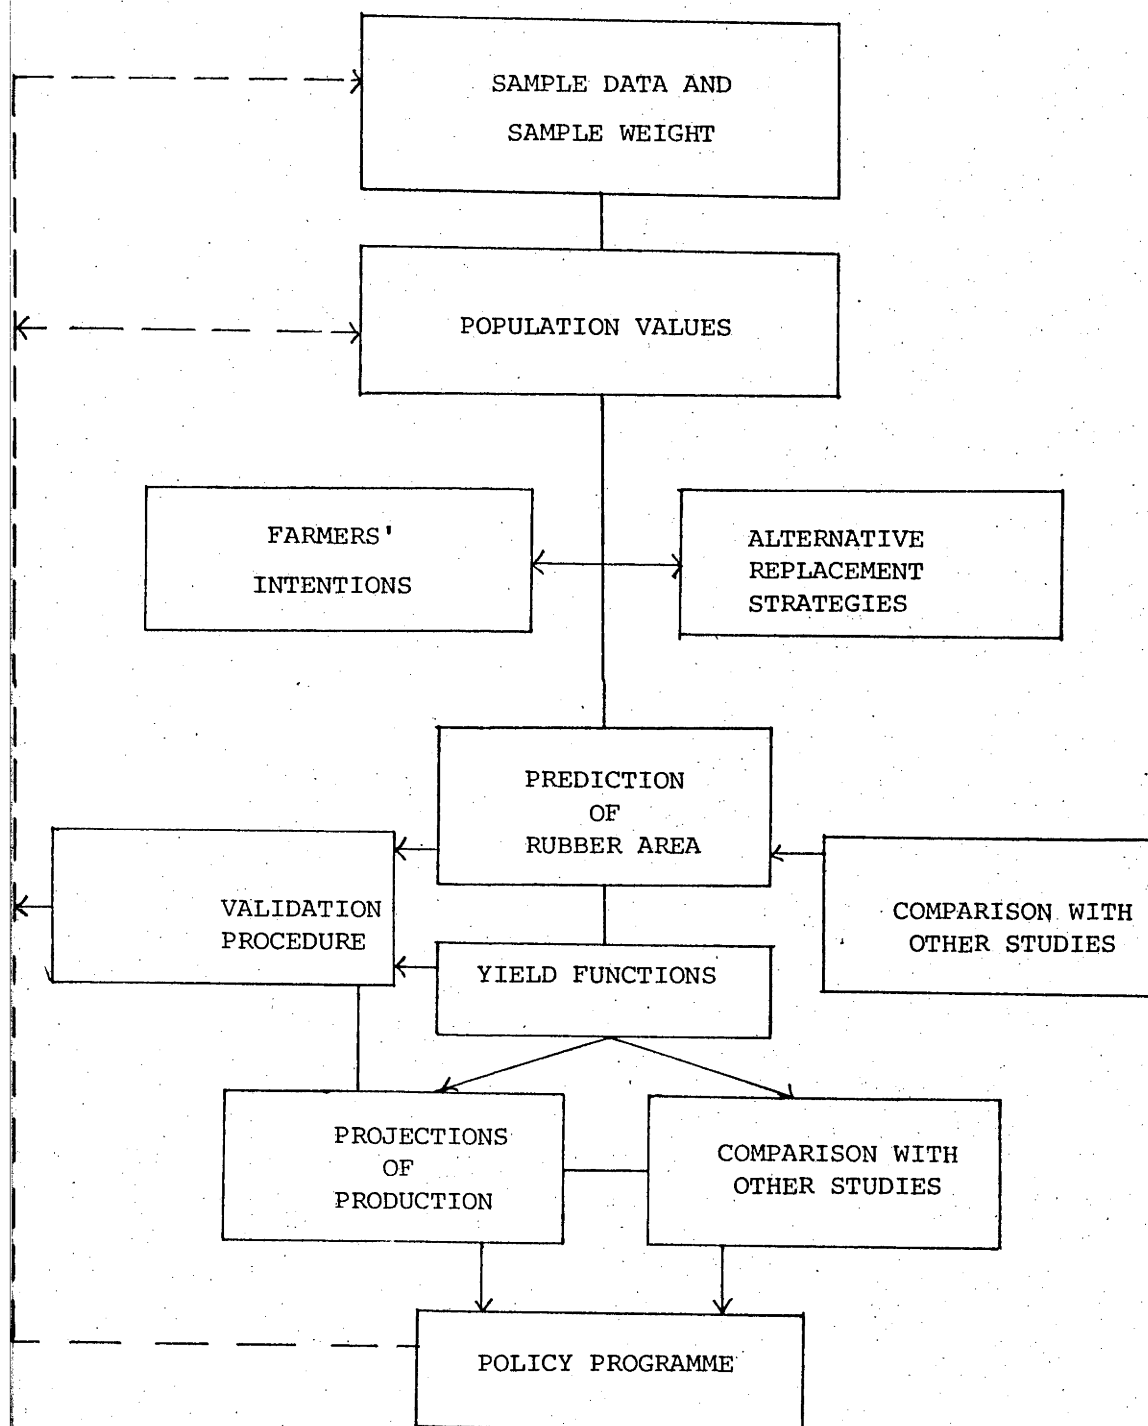 SAMPLE DATA AND
SAMPLE WEIGHT
POPULATION VALUES
FARMERS'
INTENTIONS
ALTERNATIVE
REPLACEMENT
STRATEGIES
PREDICTION
OF
RUBBER AREA
VALIDATION
PROCEDURE
COMPARISON WITH
OTHER STUDIES
YIELD FUNCTIONS
PROJECTIONS
OF
PRODUCTION
COMPARISON WITH
OTHER STUDIES
POLICY PROGRAMME